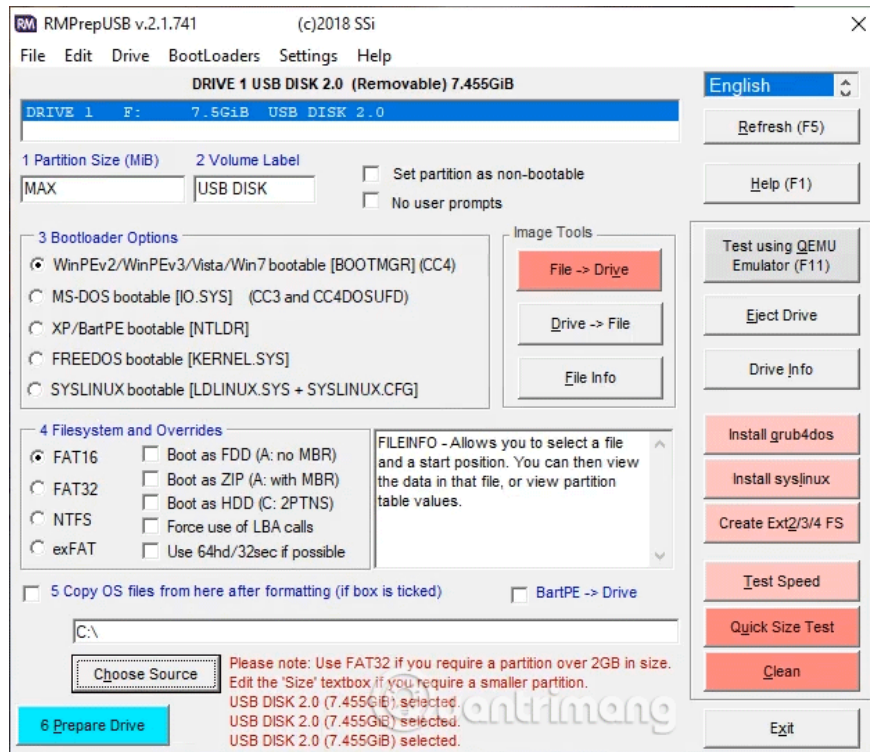 RMPrepUSB v.2.1.741 (c)2018 SSi
File Edit Drive BootLoaders Settings Help
DRIVE 1 USB DISK 2.0 (Removable) 7.455GiB
English
DRIVE 1 F: 7.5GiB USB DISK 2.0
Refresh (F5)
1 Partition Size (MiB) 2 Volume Label
MAX USB DISK
Set partition as non-bootable
No user prompts
Help (F1)
3 Bootloader Options
WinPEv2/WinPEv3/Vista/Win7 bootable [BOOTMGR] (CC4)
MS-DOS bootable [IO.SYS] (CC3 and CC4DOSUFD)
XP/BartPE bootable [NTLDR]
FREEDOS bootable [KERNEL.SYS]
SYSLINUX bootable [LDLINUX.SYS + SYSLINUX.CFG]
Image Tools
File -> Drive
Drive -> File
File Info
Test using QEMU
Emulator (F11)
Eject Drive
Drive Info
4 Filesystem and Overrides
FAT16
FAT32
NTFS
exFAT
Boot as FDD (A: no MBR)
Boot as ZIP (A: with MBR)
Boot as HDD (C: 2PTNS)
Force use of LBA calls
Use 64hd/32sec if possible
FILEINFO - Allows you to select a file
and a start position. You can then view
the data in that file, or view partition
table values.
Install grub4dos
Install syslinux
Create Ext2/3/4 FS
Test Speed
Quick Size Test
Clean
5 Copy OS files from here after formatting (if box is ticked)
BartPE -> Drive
C:\
Choose Source
6 Prepare Drive
Please note: Use FAT32 if you require a partition over 2GB in size.
Edit the 'Size' textbox if you require a smaller partition.
USB DISK 2.0 (7.455GiB) selected.
USB DISK 2.0 (7.455GiB) selected.
USB DISK 2.0 (7.455GiB) selected.
uantrimang
Exit